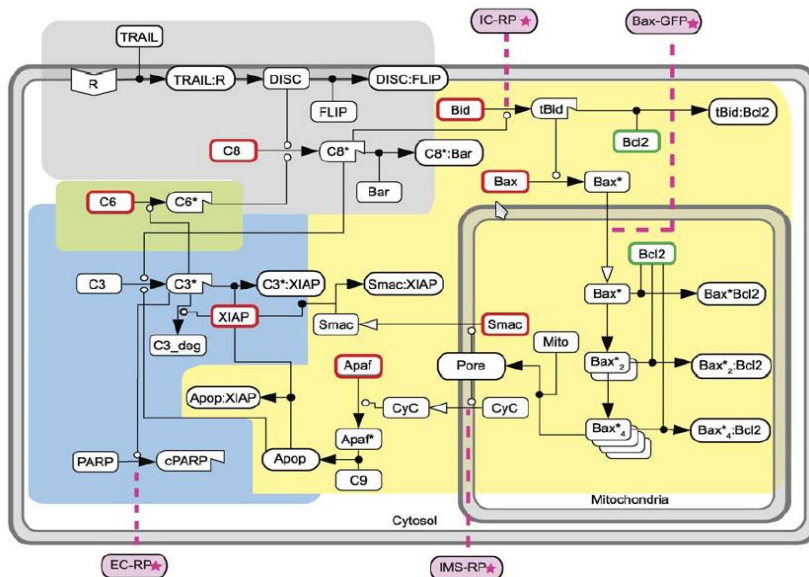 IC-RP★
Bax-GFP★
TRAIL
R
TRAIL:R
DISC
DISC:FLIP
FLIP
Bid
tBid
tBid:Bcl2
Bcl2
C8
C8*
C8*:Bar
Bar
Bax
Bax*
C6
C6*
Bcl2
C3
C3*
C3*:XIAP
Smac:XIAP
Bax*
Bax*Bcl2
XIAP
Smac
Smac
C3_deg
Mito
Apaf
Pore
Bax*2
Bax*2:Bcl2
Apop:XIAP
CyC
CyC
Apaf*
Bax*4
Bax*4:Bcl2
PARP
cPARP
Apop
C9
Mitochondria
Cytosol
EC-RP★
IMS-RP★